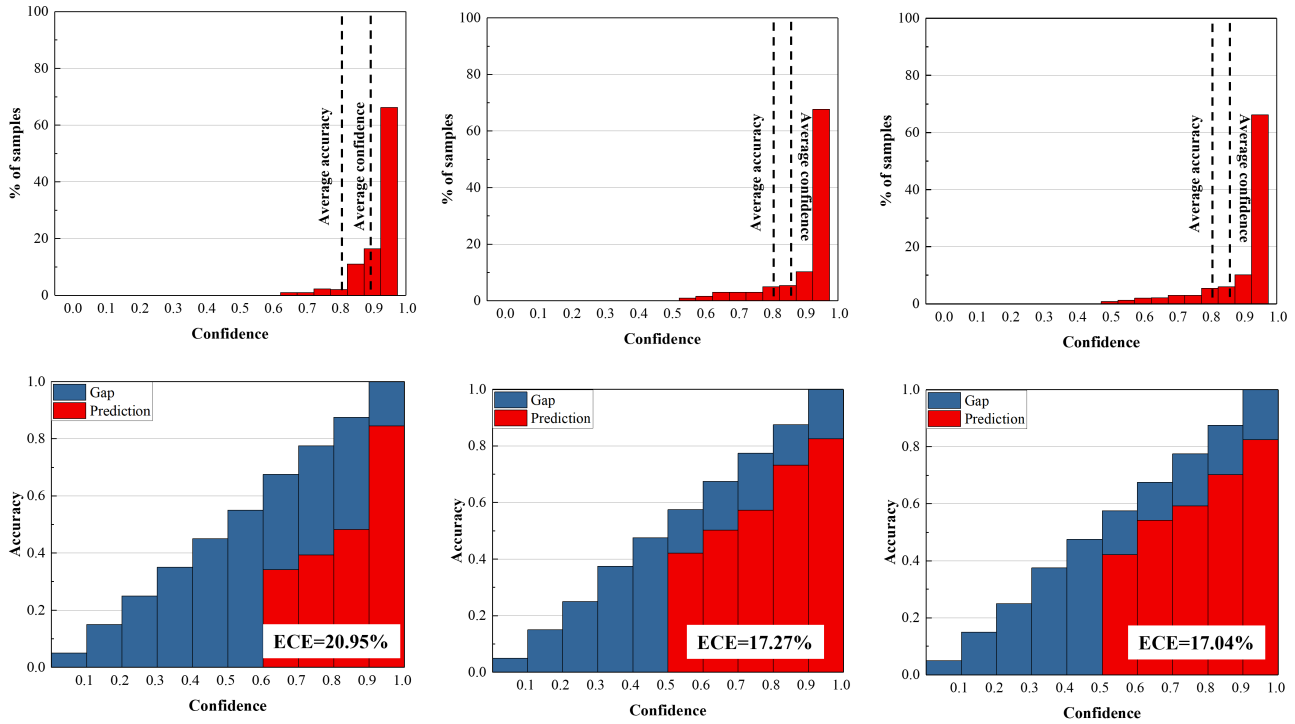 100
80
60
40
20
0
% of samples
Average accuracy
Average confidence
0.0 0.1 0.2 0.3 0.4 0.5 0.6 0.7 0.8 0.9 1.0
Confidence
100
80
60
40
20
0
% of samples
Average accuracy
Average confidence
0.0 0.1 0.2 0.3 0.4 0.5 0.6 0.7 0.8 0.9 1.0
Confidence
100
80
60
40
20
0
% of samples
Average accuracy
Average confidence
0.0 0.1 0.2 0.3 0.4 0.5 0.6 0.7 0.8 0.9 1.0
Confidence
1.0
0.8
0.6
0.4
0.2
0.0
Accuracy
Gap
Prediction
ECE=20.95%
0.1 0.2 0.3 0.4 0.5 0.6 0.7 0.8 0.9 1.0
Confidence
1.0
0.8
0.6
0.4
0.2
0.0
Accuracy
Gap
Prediction
ECE=17.27%
0.1 0.2 0.3 0.4 0.5 0.6 0.7 0.8 0.9 1.0
Confidence
1.0
0.8
0.6
0.4
0.2
0.0
Accuracy
Gap
Prediction
ECE=17.04%
0.1 0.2 0.3 0.4 0.5 0.6 0.7 0.8 0.9 1.0
Confidence